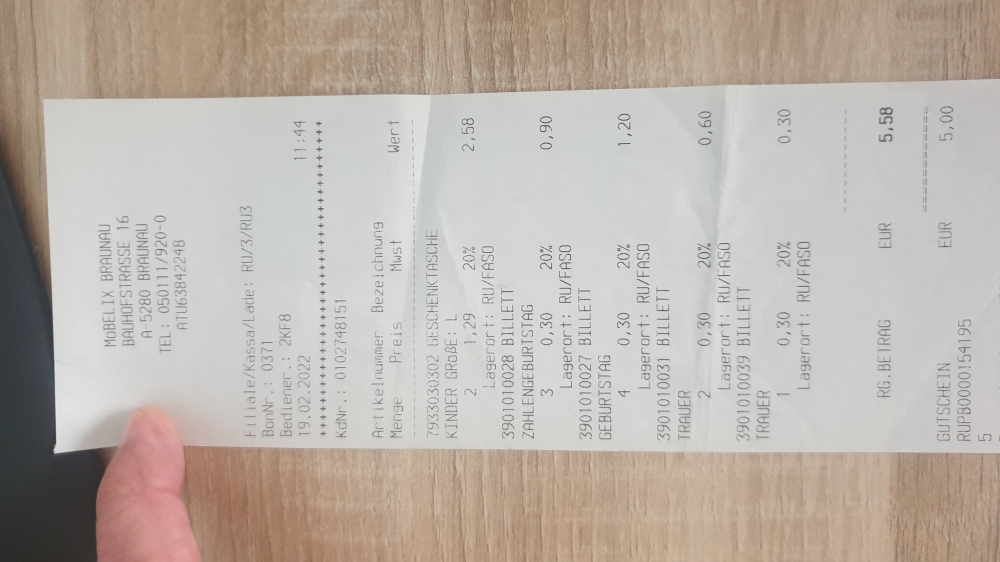 MöBELIX BRAUNAU
BAUHOFSTRASSE 16
A-5280 BRAUNAU
TEL: 05011/920-0
ATU63842248
Filiale/Kassa/Lade: RU/3/RU3
BonNr.: 0371
Bediener.: 2KF8
19.02.2022 11:44
++++++++++++++++++++++++++++++++++++++++
KdNr.: 0102748151
Artikelnummer Bezeichnung
Menge Preis Mwst Wert
----------------------------------------
7933030302 GESCHENKTASCHE
KINDER GRÖßE: L
2 1,29 20% 2,58
Lagerort: RU/FASO
3901010028 BILLETT
ZAHLENGEBURTSTAG
3 0,30 20% 0,90
Lagerort: RU/FASO
3901010027 BILLETT
GEBURTSTAG
4 0,30 20% 1,20
Lagerort: RU/FASO
3901010031 BILLETT
TRAUER
2 0,30 20% 0,60
Lagerort: RU/FASO
3901010039 BILLETT
TRAUER
1 0,30 20% 0,30
Lagerort: RU/FASO
------------
RG.BETRAG EUR 5,58
============
GUTSCHEIN EUR 5,00
RUPB0000154195
5